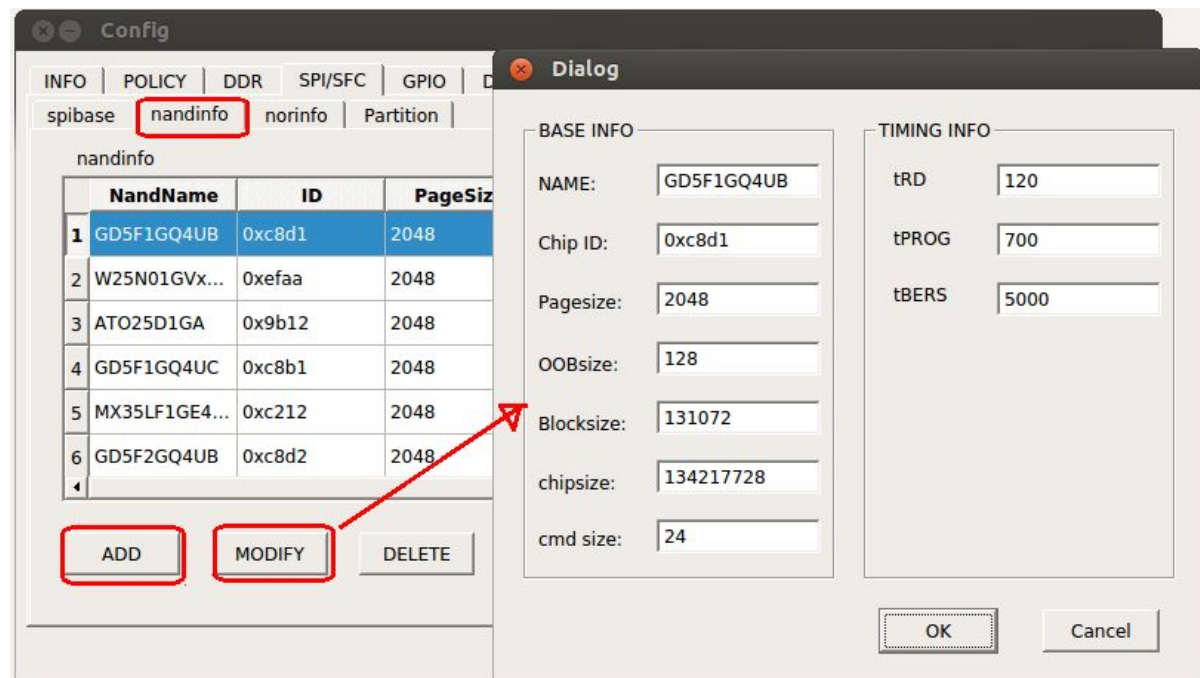 Config
INFO POLICY DDR SPI/SFC GPIO D
spibase nandinfo norinfo Partition
nandinfo
NandName ID PageSiz
1 GD5F1GQ4UB 0xc8d1 2048
2 W25N01GVx... 0xefaa 2048
3 ATO25D1GA 0x9b12 2048
4 GD5F1GQ4UC 0xc8b1 2048
5 MX35LF1GE4... 0xc212 2048
6 GD5F2GQ4UB 0xc8d2 2048
ADD MODIFY DELETE
Dialog
BASE INFO
NAME: GD5F1GQ4UB
Chip ID: 0xc8d1
Pagesize: 2048
OOBsize: 128
Blocksize: 131072
chipsize: 134217728
cmd size: 24
TIMING INFO
tRD 120
tPROG 700
tBERS 5000
OK Cancel